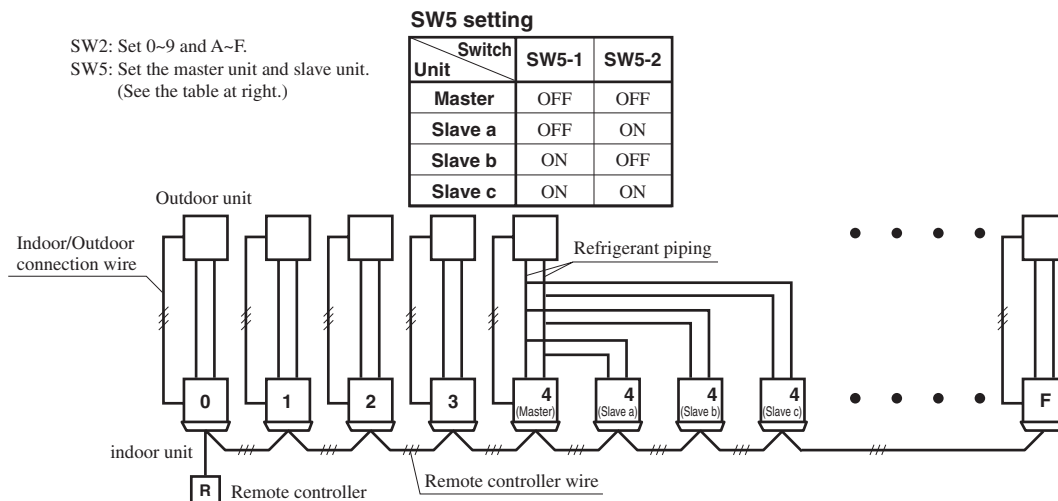 SW5 setting
SW2: Set 0~9 and A~F.
SW5: Set the master unit and slave unit.
(See the table at right.)
Switch
Unit
SW5-1 SW5-2
Master OFF OFF
Slave a OFF ON
Slave b ON OFF
Slave c ON ON
Outdoor unit
Indoor/Outdoor
connection wire
Refrigerant piping
0 1 2 3 4 4 4 4 F
(Master) (Slave a) (Slave b) (Slave c)
indoor unit
R Remote controller
Remote controller wire